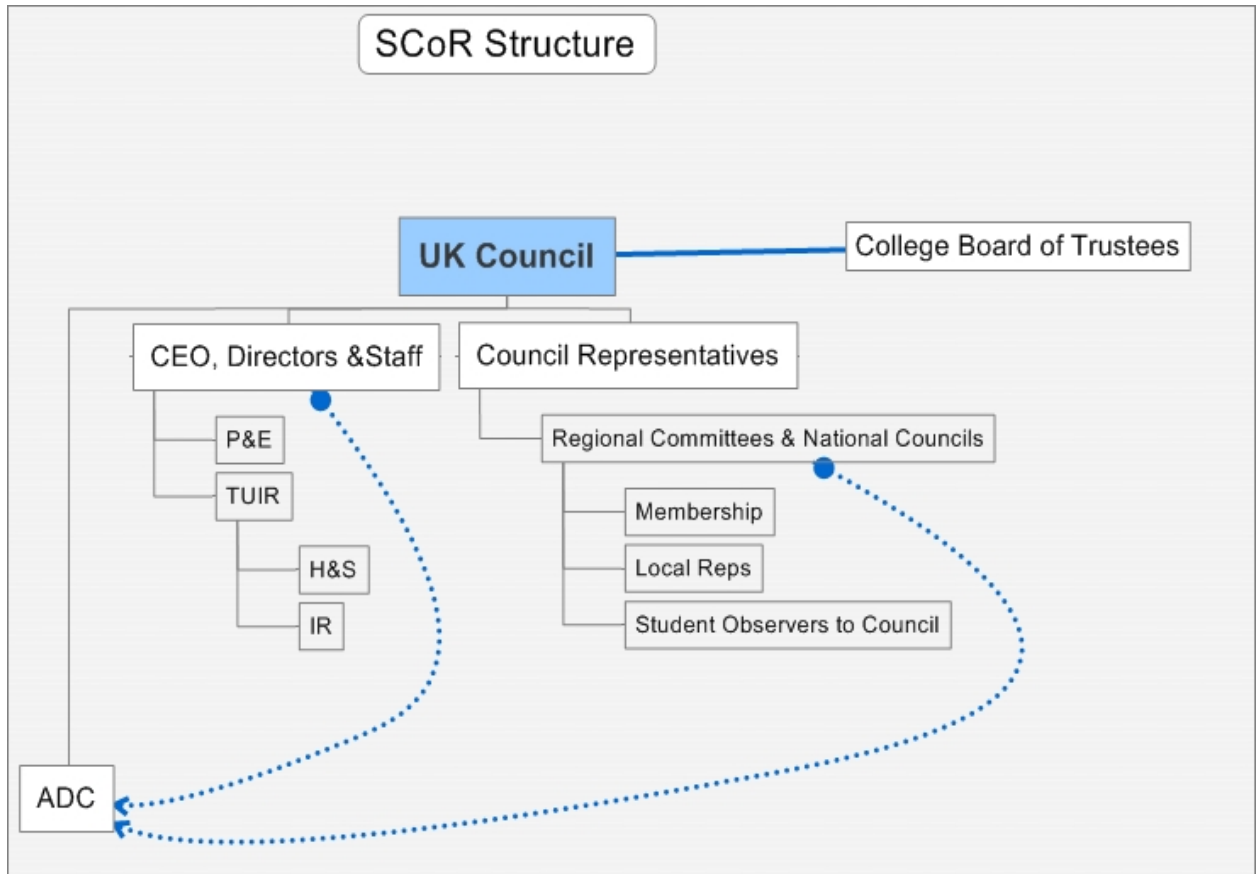 SCoR Structure
UK Council
College Board of Trustees
CEO, Directors &Staff
Council Representatives
P&E
TUIR
H&S
IR
Regional Committees & National Councils
Membership
Local Reps
Student Observers to Council
ADC